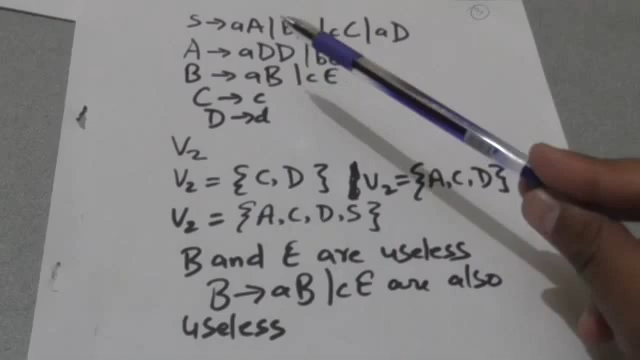 S → aA | cC | aD
A → aDD |
B → aB | cE
C → c
D → d
V2
V2 = {C, D} | V2 = {A, C, D}
V2 = {A, C, D, S}
B and E are useless
B → aB | cE are also
useless